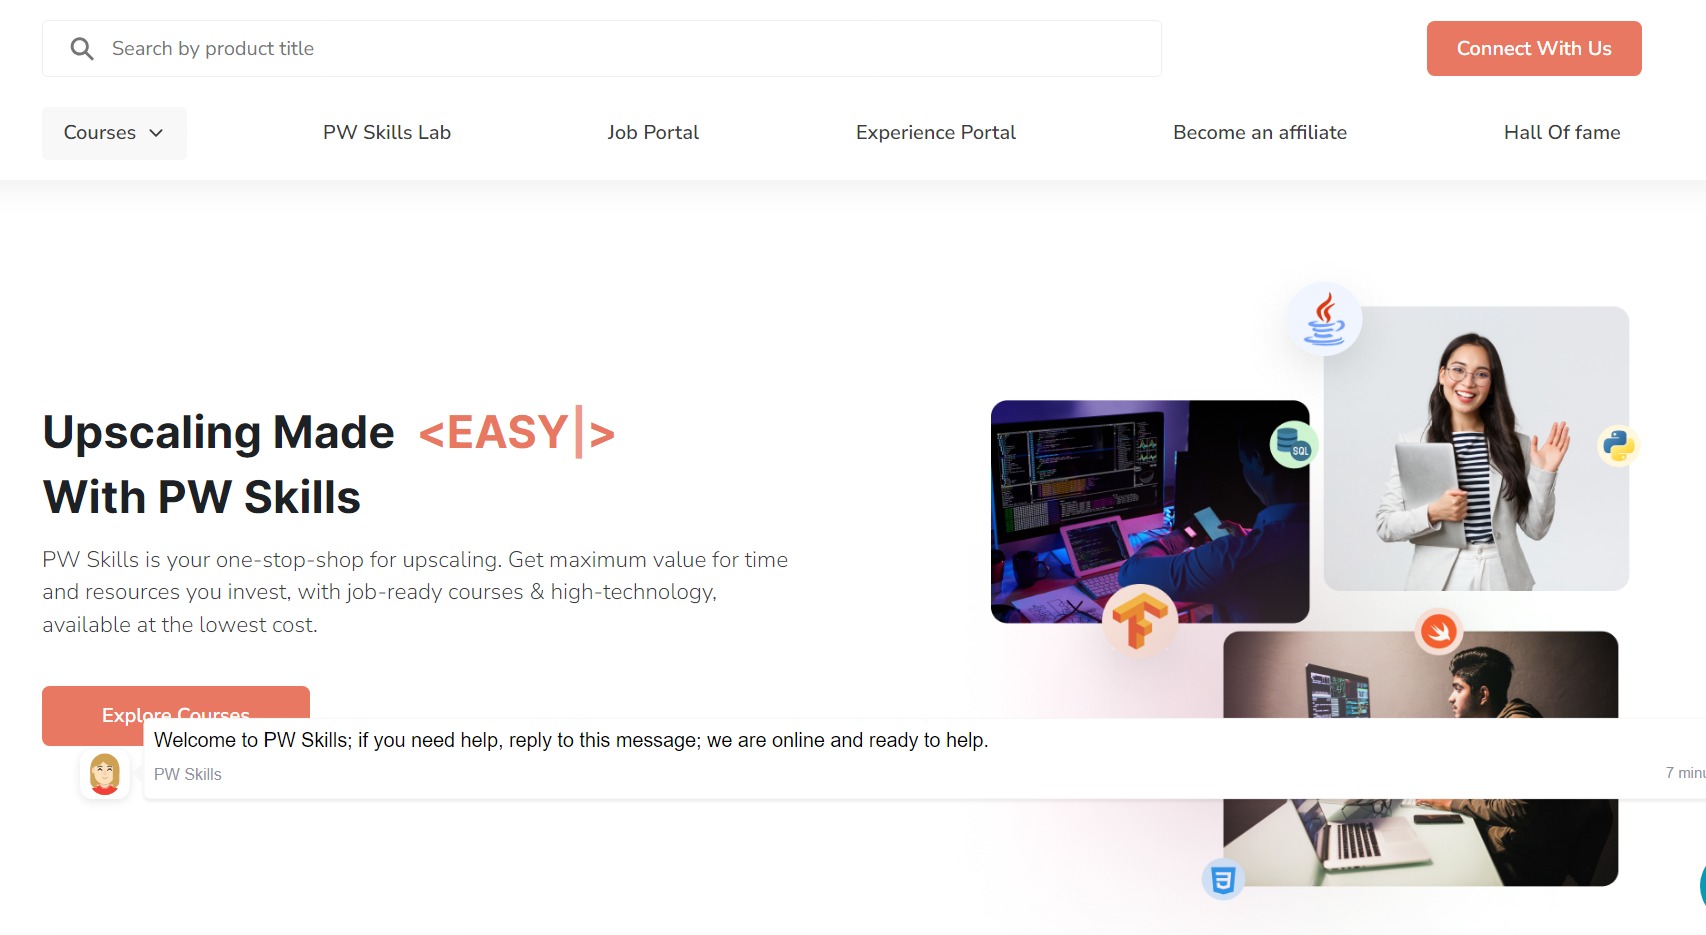 Search by product title
Connect With Us
Courses
PW Skills Lab
Job Portal
Experience Portal
Become an affiliate
Hall Of fame
Upscaling Made <EASY|>
With PW Skills
PW Skills is your one-stop-shop for upscaling. Get maximum value for time
and resources you invest, with job-ready courses & high-technology,
available at the lowest cost.
SQL
Explore Courses
Welcome to PW Skills; if you need help, reply to this message; we are online and ready to help.
PW Skills
7